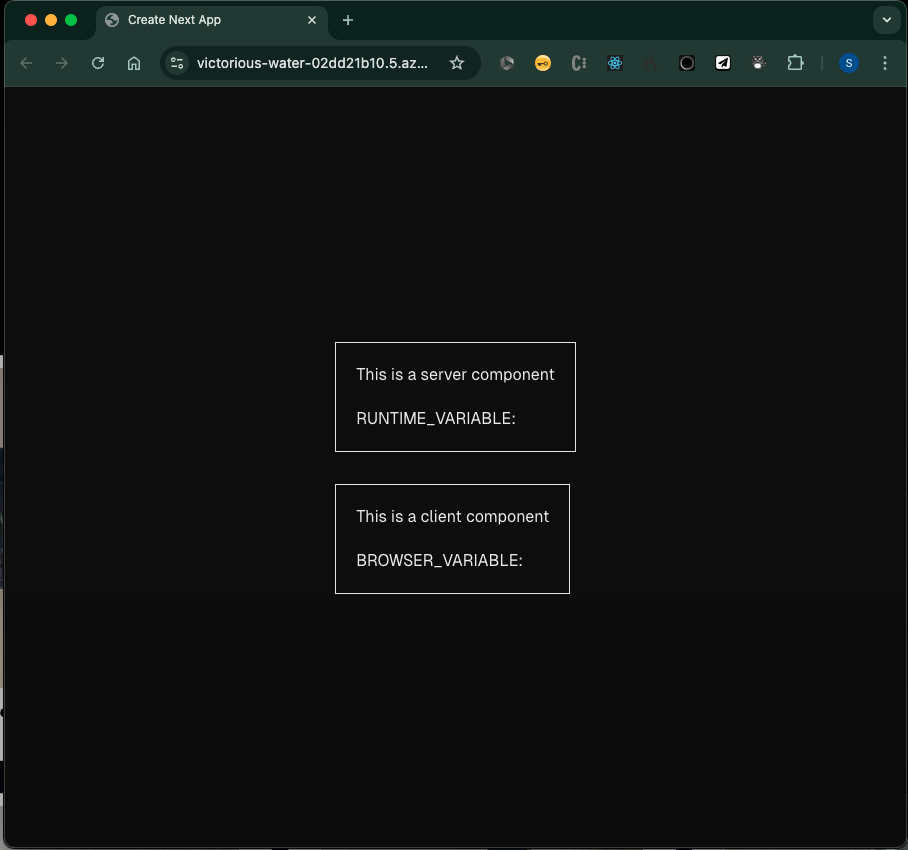 Create Next App
victorious-water-02dd21b10.5.az...
S
This is a server component
RUNTIME_VARIABLE:
This is a client component
BROWSER_VARIABLE: